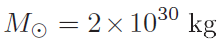 M☉ = 2 × 10³⁰ kg